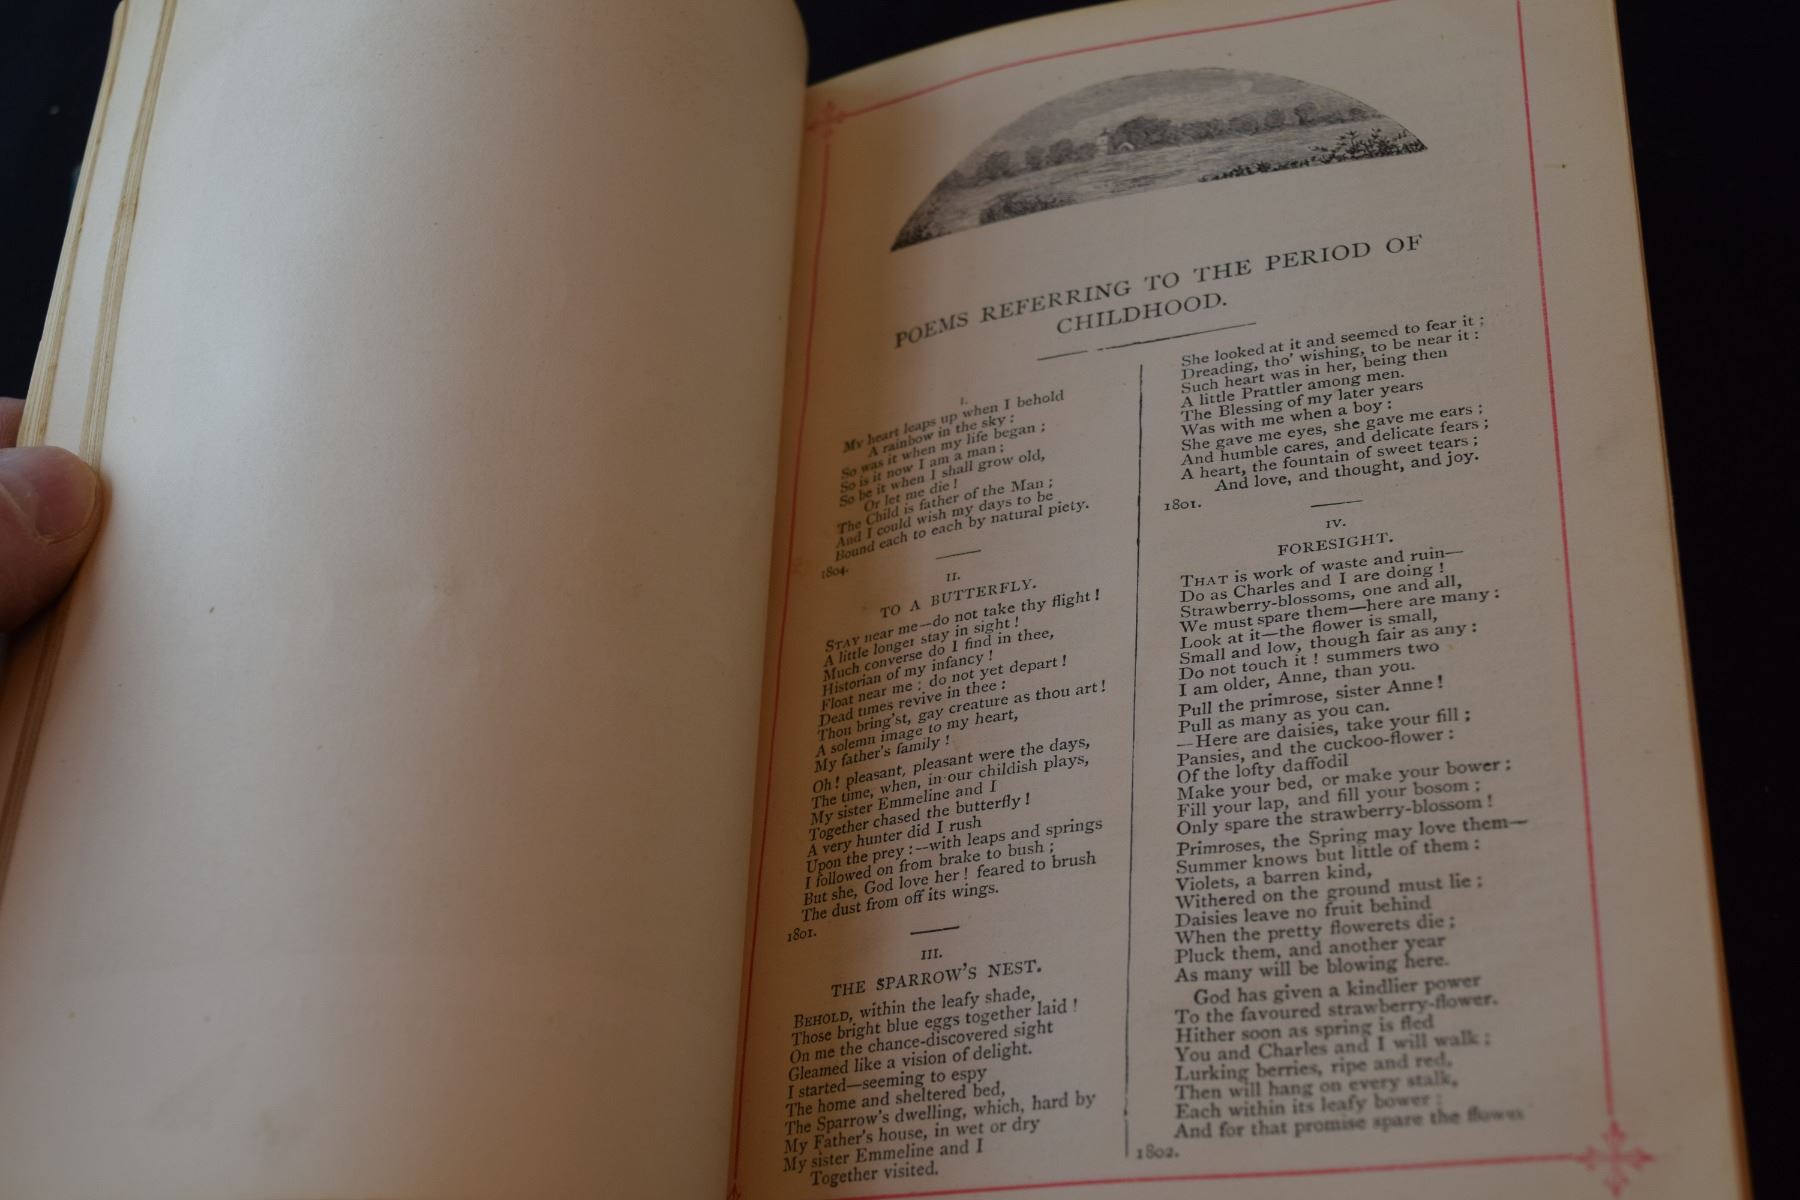 POEMS REFERRING TO THE PERIOD OF
CHILDHOOD.
I.
MY heart leaps up when I behold
A rainbow in the sky:
So was it when my life began;
So is it now I am a man;
So be it when I shall grow old,
Or let me die!
The Child is father of the Man;
And I could wish my days to be
Bound each to each by natural piety.
1804.
II.
TO A BUTTERFLY.
STAY near me—do not take thy flight!
A little longer stay in sight!
Much converse do I find in thee,
Historian of my infancy!
Float near me; do not yet depart!
Dead times revive in thee:
Thou bring'st, gay creature as thou art!
A solemn image to my heart,
My father's family!
Oh! pleasant, pleasant were the days,
The time, when, in our childish plays,
My sister Emmeline and I
Together chased the butterfly!
A very hunter did I rush
Upon the prey:—with leaps and springs
I followed on from brake to bush;
But she, God love her! feared to brush
The dust from off its wings.
1801.
III.
THE SPARROW'S NEST.
BEHOLD, within the leafy shade,
Those bright blue eggs together laid!
On me the chance-discovered sight
Gleamed like a vision of delight.
I started—seeming to espy
The home and sheltered bed,
The Sparrow's dwelling, which, hard by
My Father's house, in wet or dry
My sister Emmeline and I
Together visited.
She looked at it and seemed to fear it;
Dreading, tho' wishing, to be near it:
Such heart was in her, being then
A little Prattler among men.
The Blessing of my later years
Was with me when a boy:
She gave me eyes, she gave me ears;
And humble cares, and delicate fears;
A heart, the fountain of sweet tears;
And love, and thought, and joy.
1801.
IV.
FORESIGHT.
THAT is work of waste and ruin—
Do as Charles and I are doing!
Strawberry-blossoms, one and all,
We must spare them—here are many:
Look at it—the flower is small,
Small and low, though fair as any:
Do not touch it! summers two
I am older, Anne, than you.
Pull the primrose, sister Anne!
Pull as many as you can.
—Here are daisies, take your fill;
Pansies, and the cuckoo-flower:
Of the lofty daffodil
Make your bed, or make your bower;
Fill your lap, and fill your bosom;
Only spare the strawberry-blossom!
Primroses, the Spring may love them—
Summer knows but little of them:
Violets, a barren kind,
Withered on the ground must lie;
Daisies leave no fruit behind
When the pretty flowerets die;
Pluck them, and another year
As many will be blowing here.
God has given a kindlier power
To the favoured strawberry-flower.
Hither soon as spring is fled
You and Charles and I will walk;
Lurking berries, ripe and red,
Then will hang on every stalk,
Each within its leafy bower;
And for that promise spare the flower
1802.